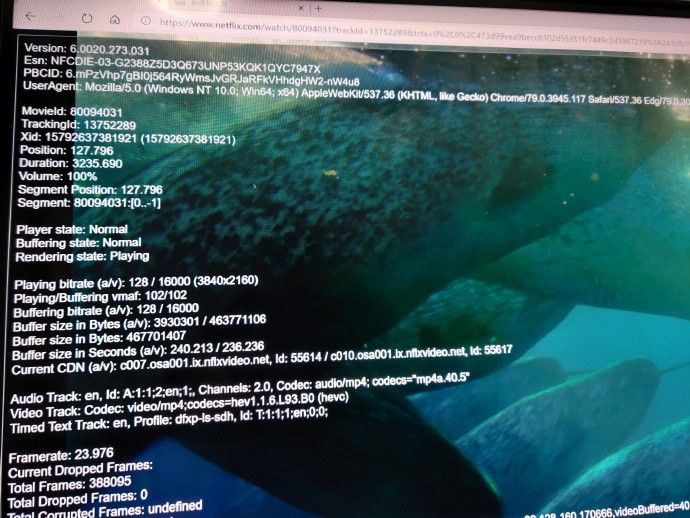 https://www.netflix.com/watch/80094031?trackId=13752289&tctx=0%2C0%2C
Version: 6.0020.273.031
Esn: NFCDIE-03-G2388Z5D3Q673UNP53KQK1QYC7947X
PBCID: 6.mPzVhp7gBI0j564RyWmsJvGRJaRFkVHhdgHW2-nW4u8
UserAgent: Mozilla/5.0 (Windows NT 10.0; Win64; x64) AppleWebKit/537.36 (KHTML, like Gecko) Chrome/79.0.3945.117 Safari/537.36 Edg/79.0.30
MovieId: 80094031
TrackingId: 13752289
Xid: 15792637381921 (15792637381921)
Position: 127.796
Duration: 3235.690
Volume: 100%
Segment Position: 127.796
Segment: 80094031:[0..-1]
Player state: Normal
Buffering state: Normal
Rendering state: Playing
Playing bitrate (a/v): 128 / 16000 (3840x2160)
Playing/Buffering vmaf: 102/102
Buffering bitrate (a/v): 128 / 16000
Buffer size in Bytes (a/v): 3930301 / 463771106
Buffer size in Bytes: 467701407
Buffer size in Seconds (a/v): 240.213 / 236.236
Current CDN (a/v): c007.osa001.ix.nflxvideo.net, Id: 55614 / c010.osa001.ix.nflxvideo.net, Id: 55617
Audio Track: en, Id: A:1:1;2;en;1;, Channels: 2.0, Codec: audio/mp4; codecs="mp4a.40.5"
Video Track: Codec: video/mp4;codecs=hev1.1.6.L93.B0 (hevc)
Timed Text Track: en, Profile: dfxp-ls-sdh, Id: T:1:1;1;en;0;0;
Framerate: 23.976
Current Dropped Frames:
Total Frames: 388095
Total Dropped Frames: 0
Total Corrupted Frames: undefined
128,160,170666,videoBuffered=40